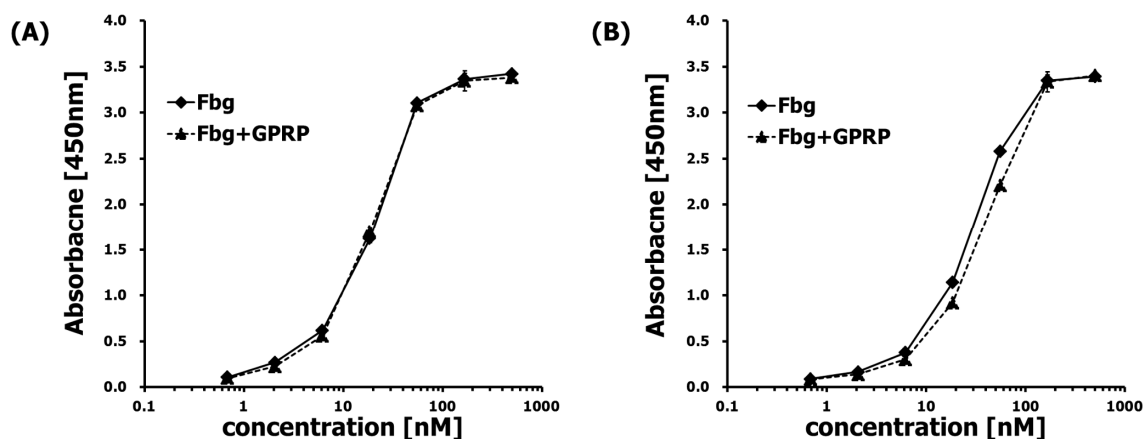 (A)
4.0
3.5
3.0
2.5
2.0
1.5
1.0
0.5
0.0
Absorbacne [450nm]
Fbg
Fbg+GPRP
0.1 1 10 100 1000
concentration [nM]
(B)
4.0
3.5
3.0
2.5
2.0
1.5
1.0
0.5
0.0
Absorbacne [450nm]
Fbg
Fbg+GPRP
0.1 1 10 100 1000
concentration [nM]